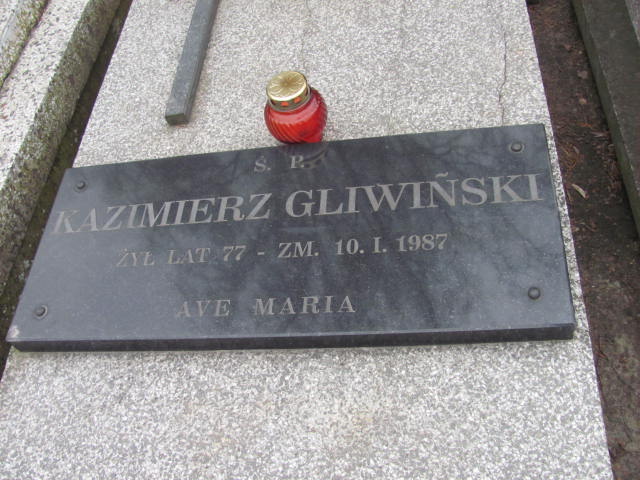 Ś. P.
KAZIMIERZ GLIWIŃSKI
ŻYŁ LAT 77 - ZM. 10. I. 1987
AVE MARIA